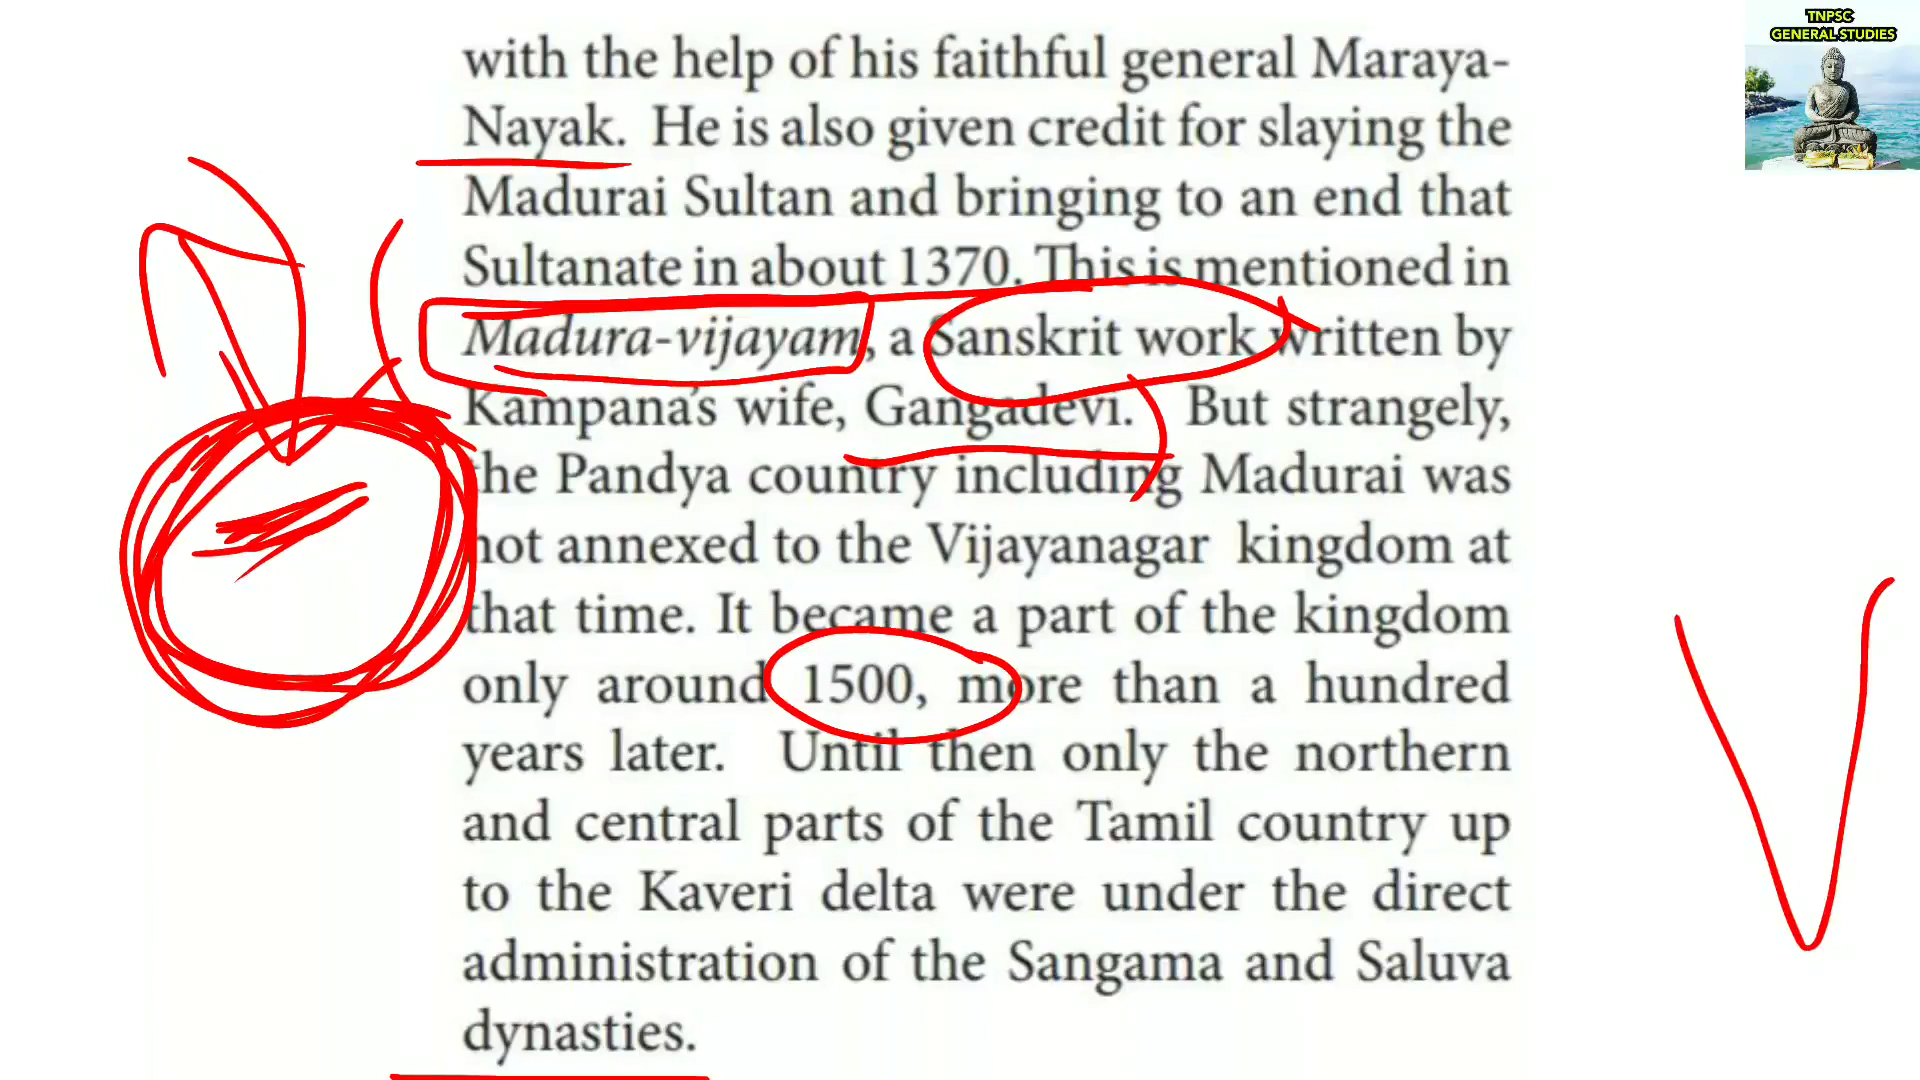 TNPSC
GENERAL STUDIES
with the help of his faithful general Maraya-
Nayak. He is also given credit for slaying the
Madurai Sultan and bringing to an end that
Sultanate in about 1370. This is mentioned in
Madura-vijayam, a Sanskrit work written by
Kampana's wife, Gangadevi. But strangely,
the Pandya country including Madurai was
not annexed to the Vijayanagar kingdom at
that time. It became a part of the kingdom
only around 1500, more than a hundred
years later. Until then only the northern
and central parts of the Tamil country up
to the Kaveri delta were under the direct
administration of the Sangama and Saluva
dynasties.